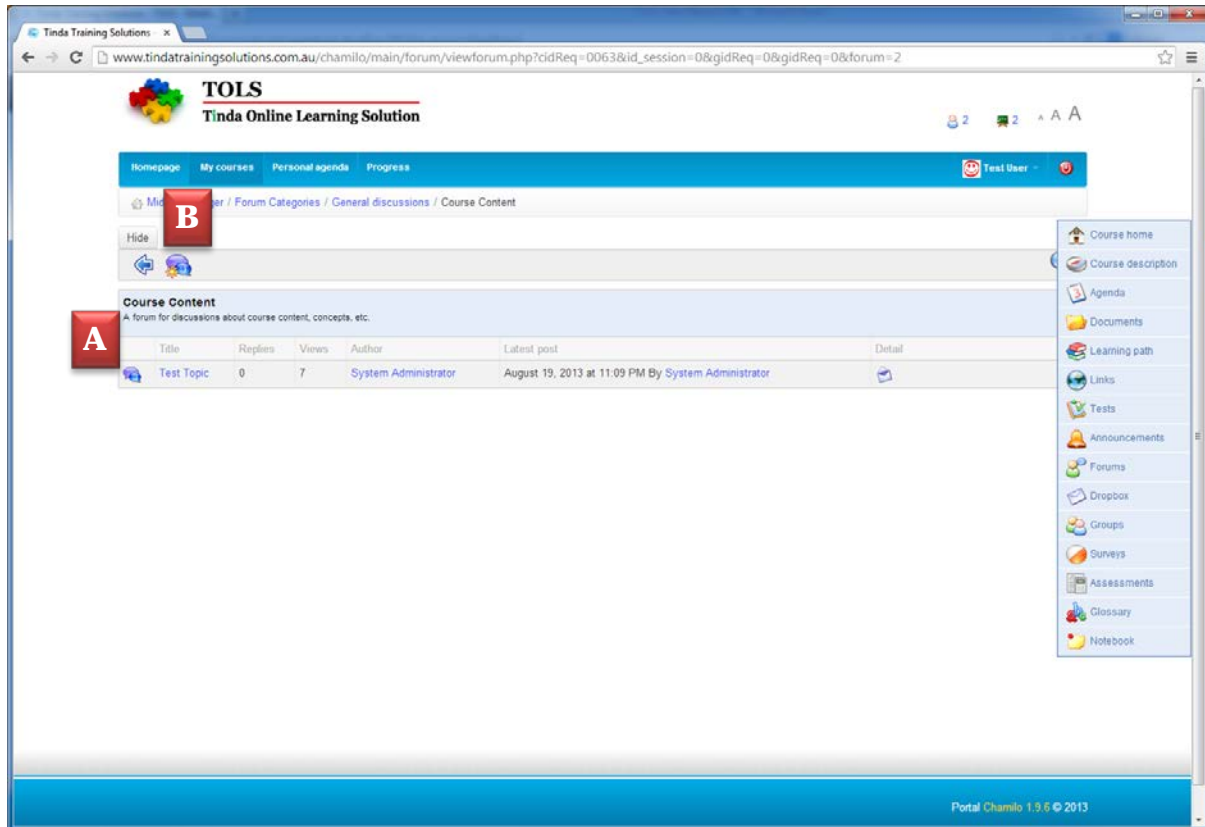 Tinda Training Solutions
www.tindatrainingsolutions.com.au/chamilo/main/forum/viewforum.php?cidReq=0063&id_session=0&gidReq=0&gidReq=0&forum=2
TOLS
Tinda Online Learning Solution
2 2 A A A
Homepage My courses Personal agenda Progress Test User
/ Forum Categories / General discussions / Course Content
B
Hide
Course Content
A forum for discussions about course content, concepts, etc.
A
Title Replies Views Author Latest post Detail
Test Topic 0 7 System Administrator August 19, 2013 at 11:09 PM By System Administrator
Course home
Course description
Agenda
Documents
Learning path
Links
Tests
Announcements
Forums
Dropbox
Groups
Surveys
Assessments
Glossary
Notebook
Portal Chamilo 1.9.6 © 2013